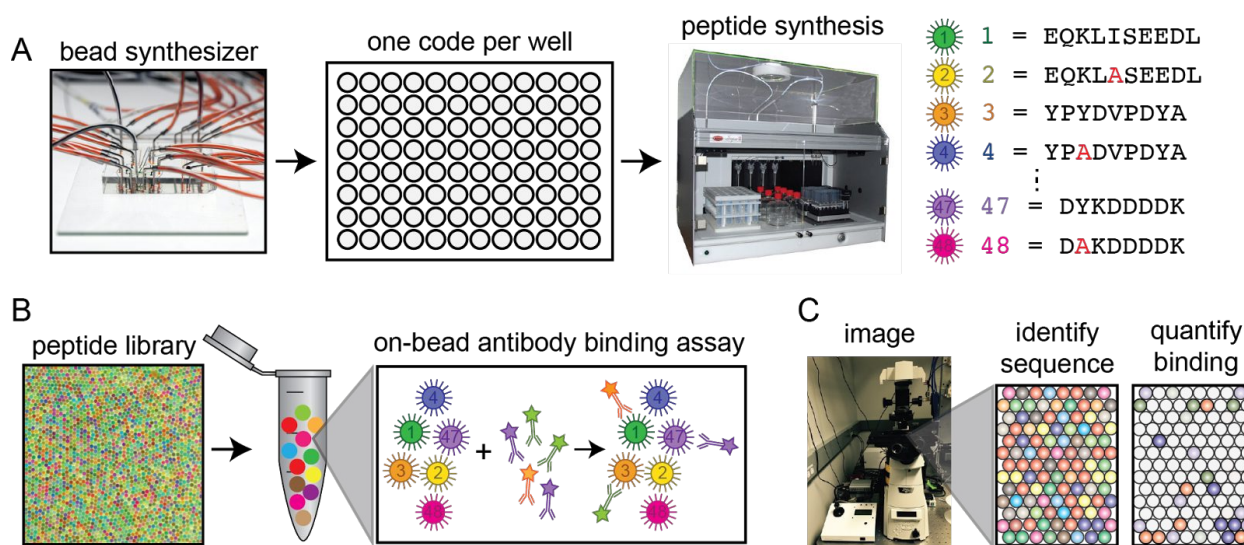 A
bead synthesizer
one code per well
peptide synthesis
1 1 = EQKLISEEDL
2 2 = EQKLASEEDL
3 3 = YPYDVPDYA
4 4 = YPADVPDYA
47 47 = DYKDDDDK
48 48 = DAKDDDDK
B
peptide library
on-bead antibody binding assay
4
1
47
3
2
48
+
4
1
47
3
2
48
C
image
identify
sequence
quantify
binding